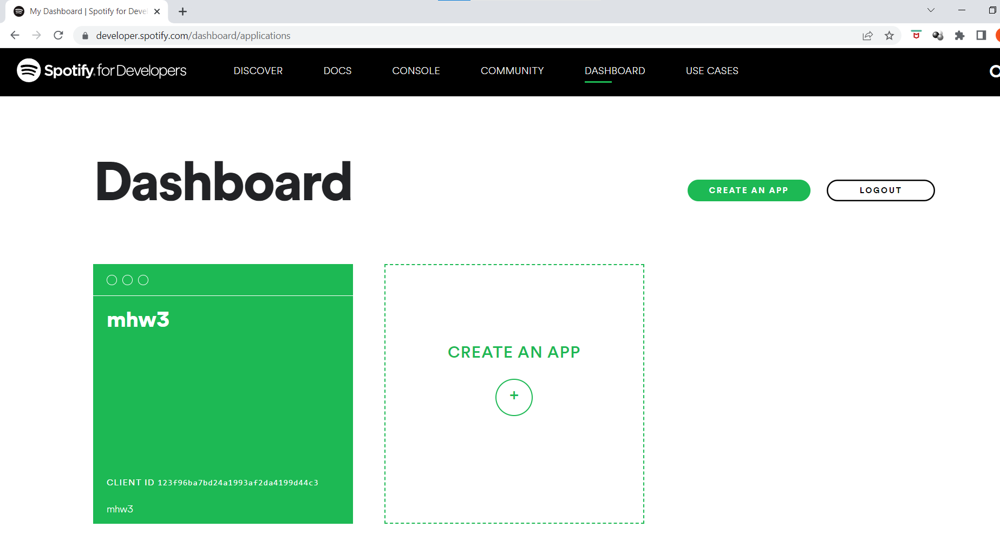 My Dashboard | Spotify for Devel
developer.spotify.com/dashboard/applications
Spotify for Developers
DISCOVER
DOCS
CONSOLE
COMMUNITY
DASHBOARD
USE CASES
Dashboard
CREATE AN APP
LOGOUT
mhw3
CREATE AN APP
+
CLIENT ID 123f96ba7bd24a1993af2da4199d44c3
mhw3